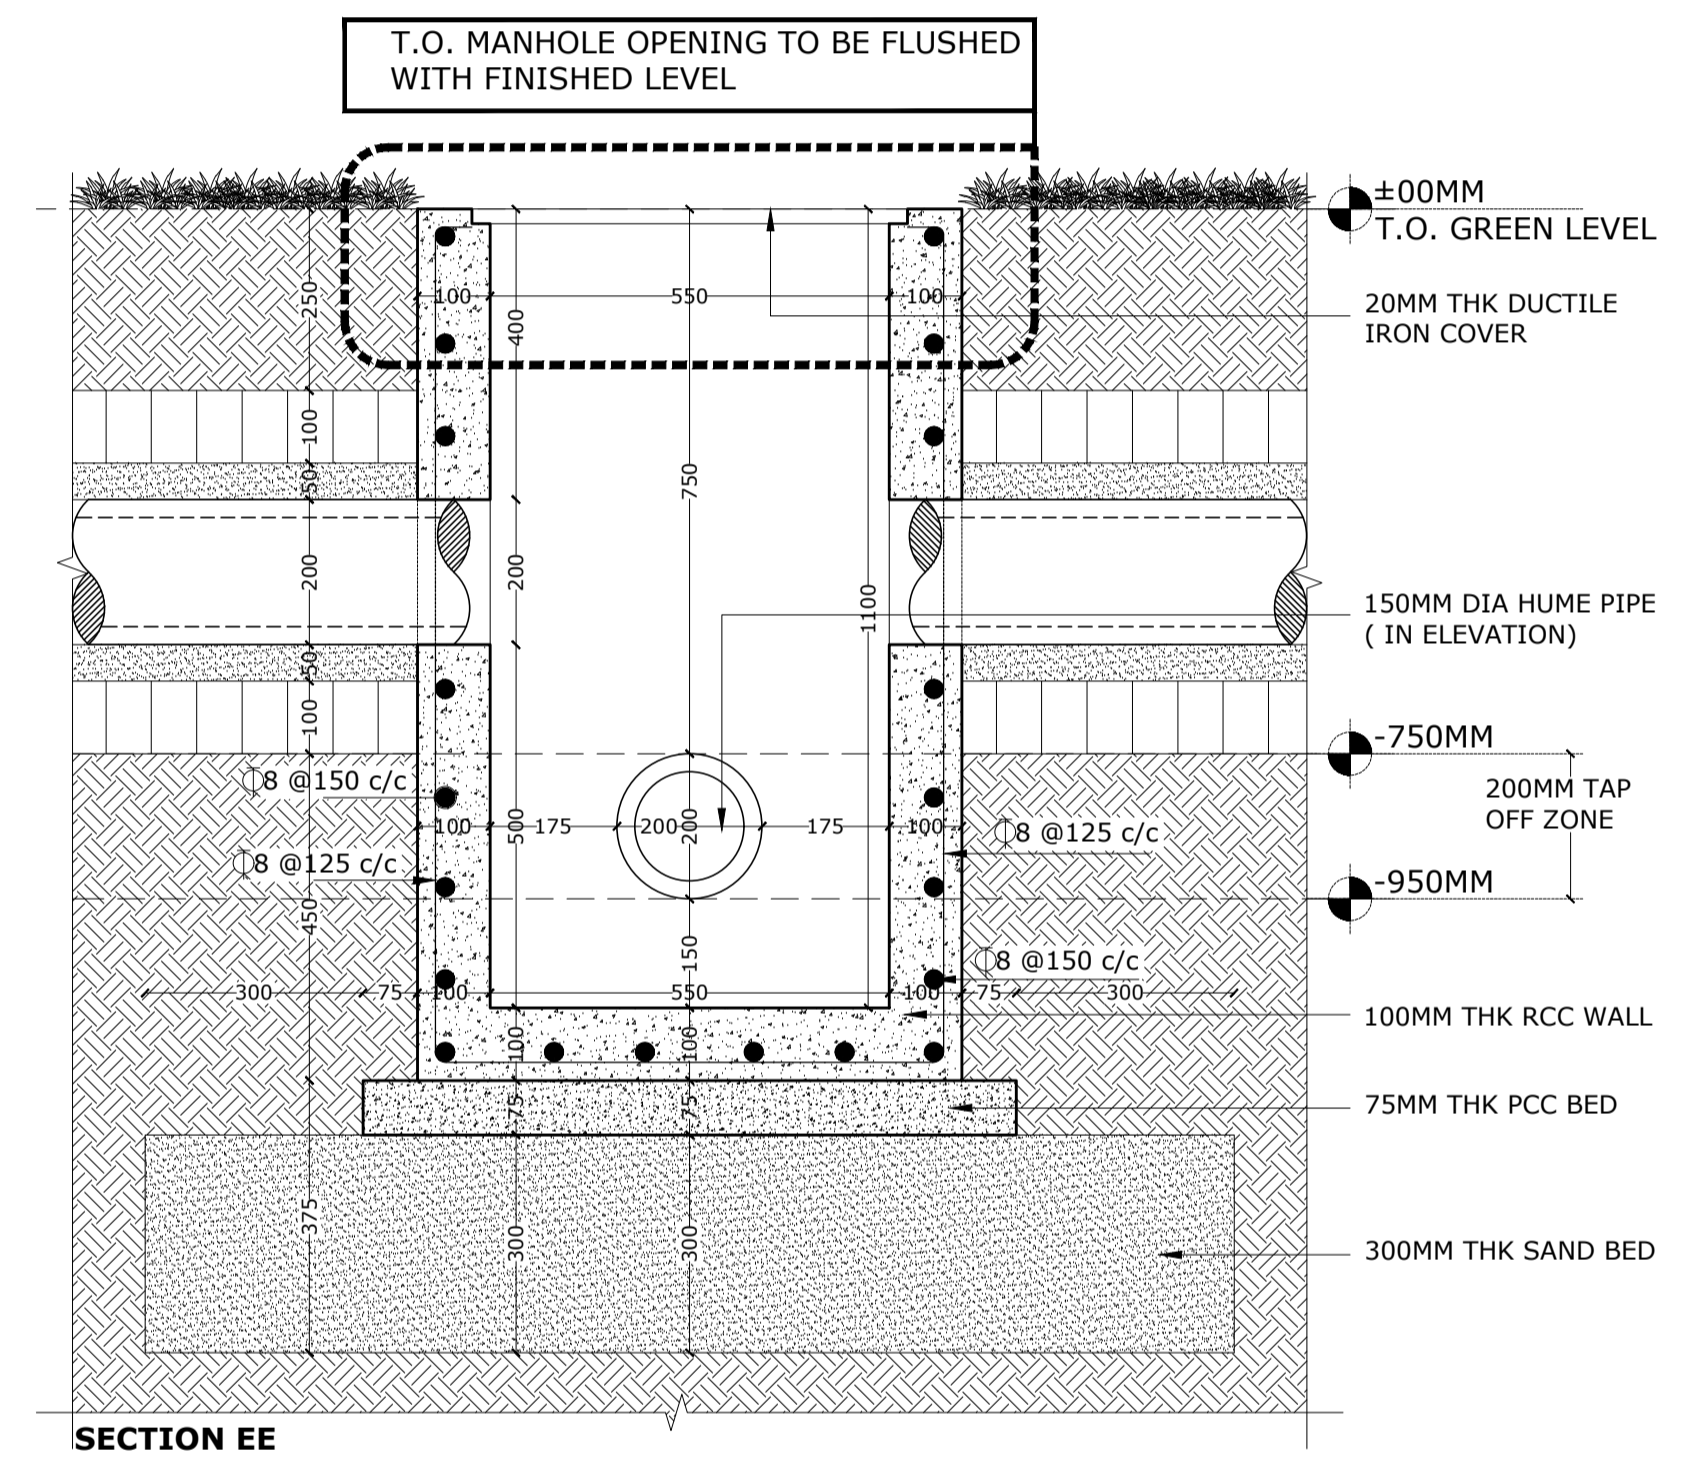 T.O. MANHOLE OPENING TO BE FLUSHED
WITH FINISHED LEVEL
±00MM
T.O. GREEN LEVEL
20MM THK DUCTILE
IRON COVER
250
100
550
100
400
100
50
750
200
200
1100
150MM DIA HUME PIPE
( IN ELEVATION)
50
100
-750MM
200MM TAP
OFF ZONE
⌀8 @150 c/c
100
500
175
200
200
175
100
⌀8 @125 c/c
⌀8 @125 c/c
-950MM
450
150
⌀8 @150 c/c
300
75
100
550
100
75
300
100MM THK RCC WALL
100
100
75
75
75MM THK PCC BED
375
300
300
300MM THK SAND BED
SECTION EE